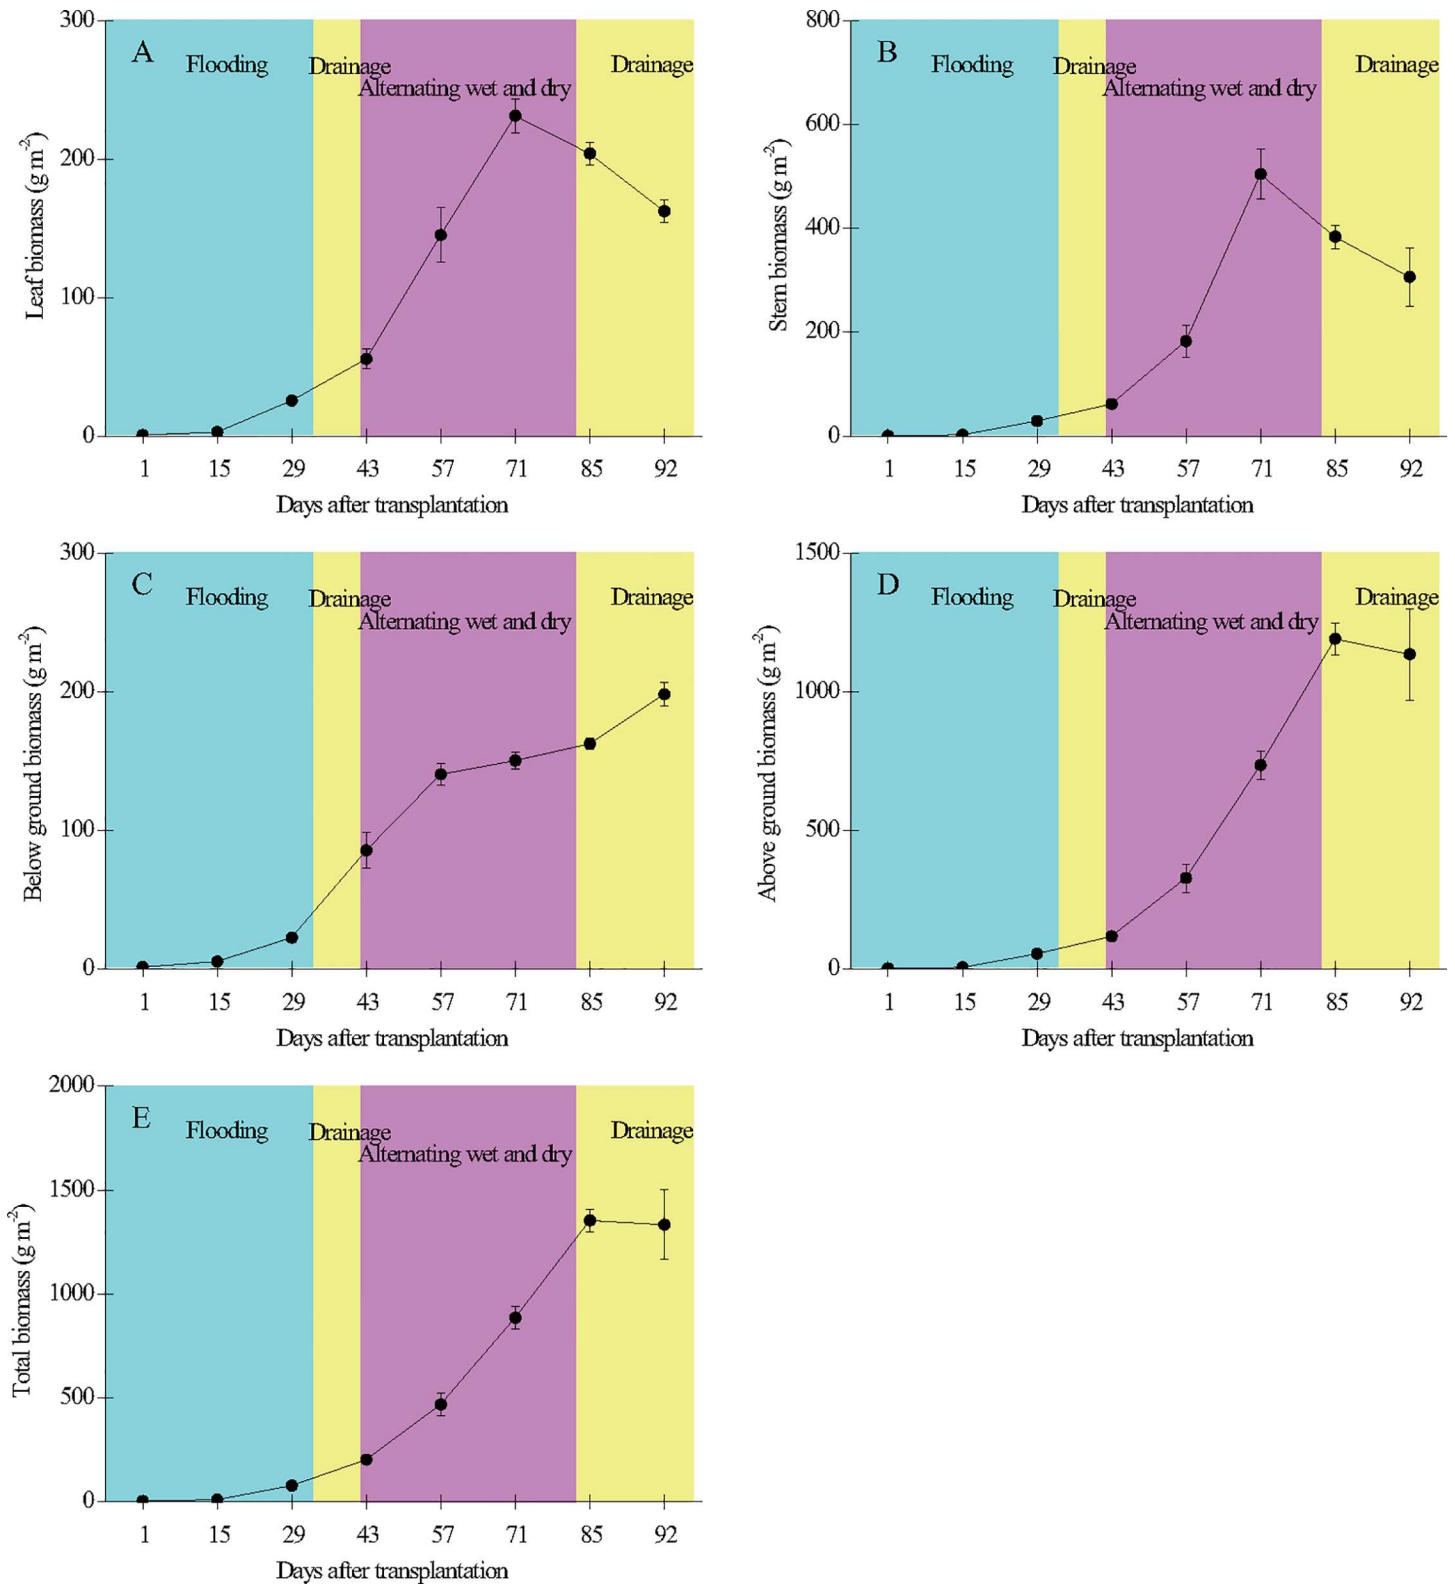 A
Flooding
Drainage
Alternating wet and dry
Drainage
300
200
100
0
Leaf biomass (g m-2)
1 15 29 43 57 71 85 92
Days after transplantation
B
Flooding
Drainage
Alternating wet and dry
Drainage
800
600
400
200
0
Stem biomass (g m-2)
1 15 29 43 57 71 85 92
Days after transplantation
C
Flooding
Drainage
Alternating wet and dry
Drainage
300
200
100
0
Below ground biomass (g m-2)
1 15 29 43 57 71 85 92
Days after transplantation
D
Flooding
Drainage
Alternating wet and dry
Drainage
1500
1000
500
0
Above ground biomass (g m-2)
1 15 29 43 57 71 85 92
Days after transplantation
E
Flooding
Drainage
Alternating wet and dry
Drainage
2000
1500
1000
500
0
Total biomass (g m-2)
1 15 29 43 57 71 85 92
Days after transplantation